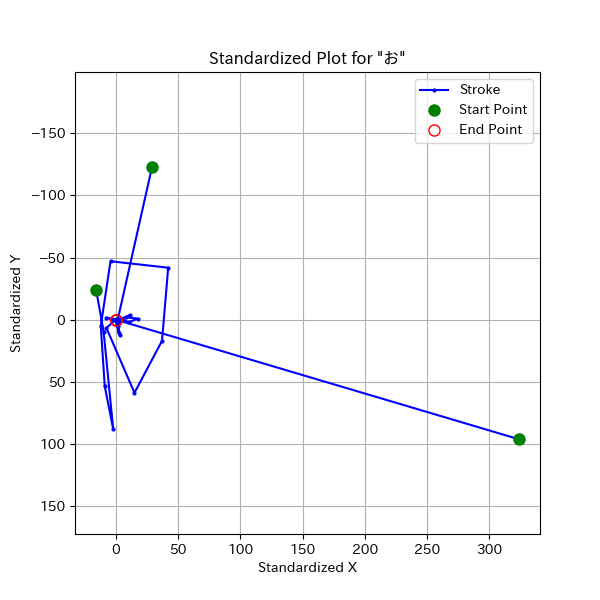 Standardized Plot for "お"
Stroke
Start Point
End Point
Standardized Y
−150
−100
−50
0
50
100
150
0 50 100 150 200 250 300
Standardized X